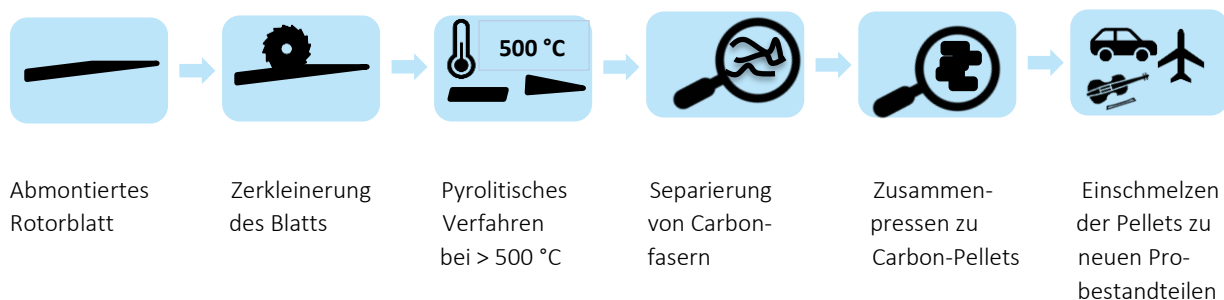 500 °C
Abmontiertes
Rotorblatt
Zerkleinerung
des Blatts
Pyrolitisches
Verfahren
bei > 500 °C
Separierung
von Carbon-
fasern
Zusammen-
pressen zu
Carbon-Pellets
Einschmelzen
der Pellets zu
neuen Pro-
bestandteilen